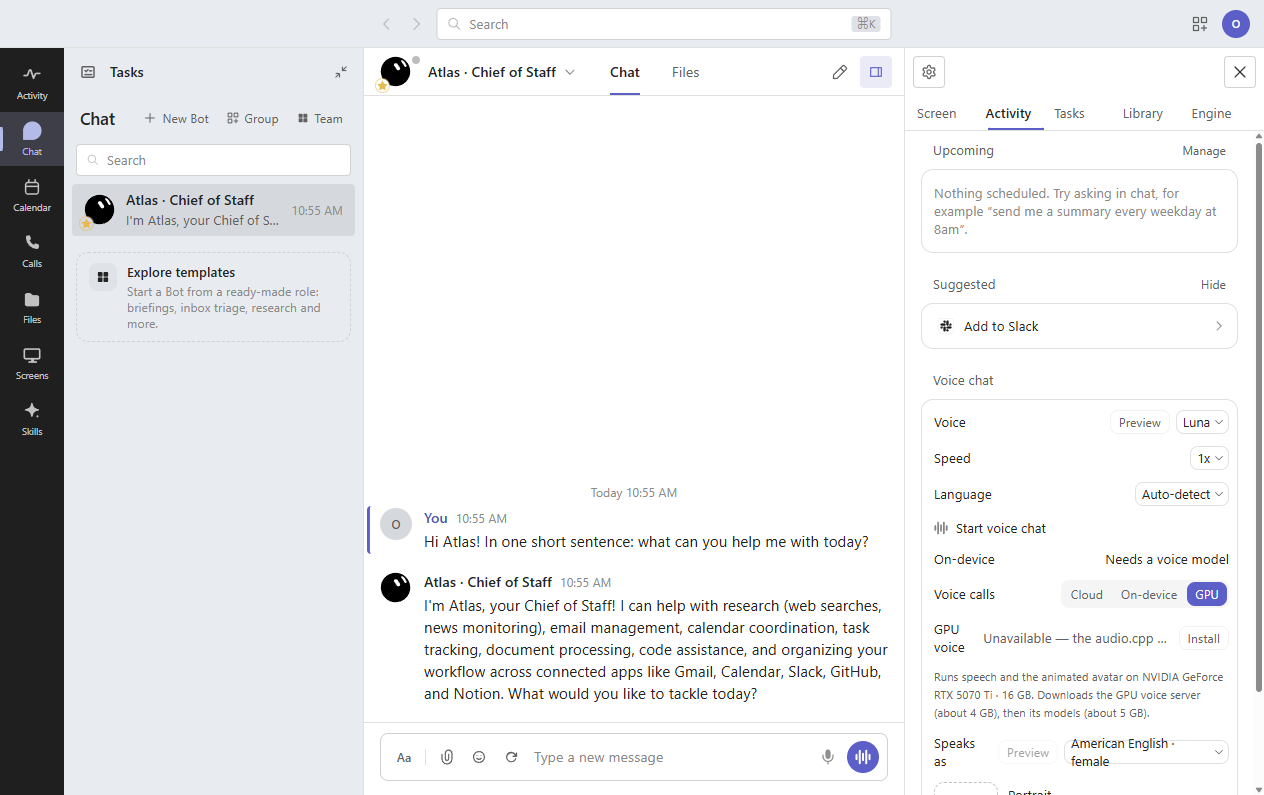 Search
⌘K
O
Activity
Chat
Calendar
Calls
Files
Screens
Skills
Tasks
Chat
New Bot
Group
Team
Search
Atlas · Chief of Staff
10:55 AM
I'm Atlas, your Chief of S...
Explore templates
Start a Bot from a ready-made role:
briefings, inbox triage, research and
more.
Atlas · Chief of Staff
Chat
Files
Today 10:55 AM
O
You 10:55 AM
Hi Atlas! In one short sentence: what can you help me with today?
Atlas · Chief of Staff 10:55 AM
I'm Atlas, your Chief of Staff! I can help with research (web searches,
news monitoring), email management, calendar coordination, task
tracking, document processing, code assistance, and organizing your
workflow across connected apps like Gmail, Calendar, Slack, GitHub,
and Notion. What would you like to tackle today?
Aa
Type a new message
Screen
Activity
Tasks
Library
Engine
Upcoming
Manage
Nothing scheduled. Try asking in chat, for
example “send me a summary every weekday at
8am”.
Suggested
Hide
Add to Slack
Voice chat
Voice
Preview
Luna
Speed
1x
Language
Auto-detect
Start voice chat
On-device
Needs a voice model
Voice calls
Cloud
On-device
GPU
GPU
voice
Unavailable — the audio.cpp ...
Install
Runs speech and the animated avatar on NVIDIA GeForce
RTX 5070 Ti · 16 GB. Downloads the GPU voice server
(about 4 GB), then its models (about 5 GB).
Speaks
as
Preview
American English ·
female
Portrait